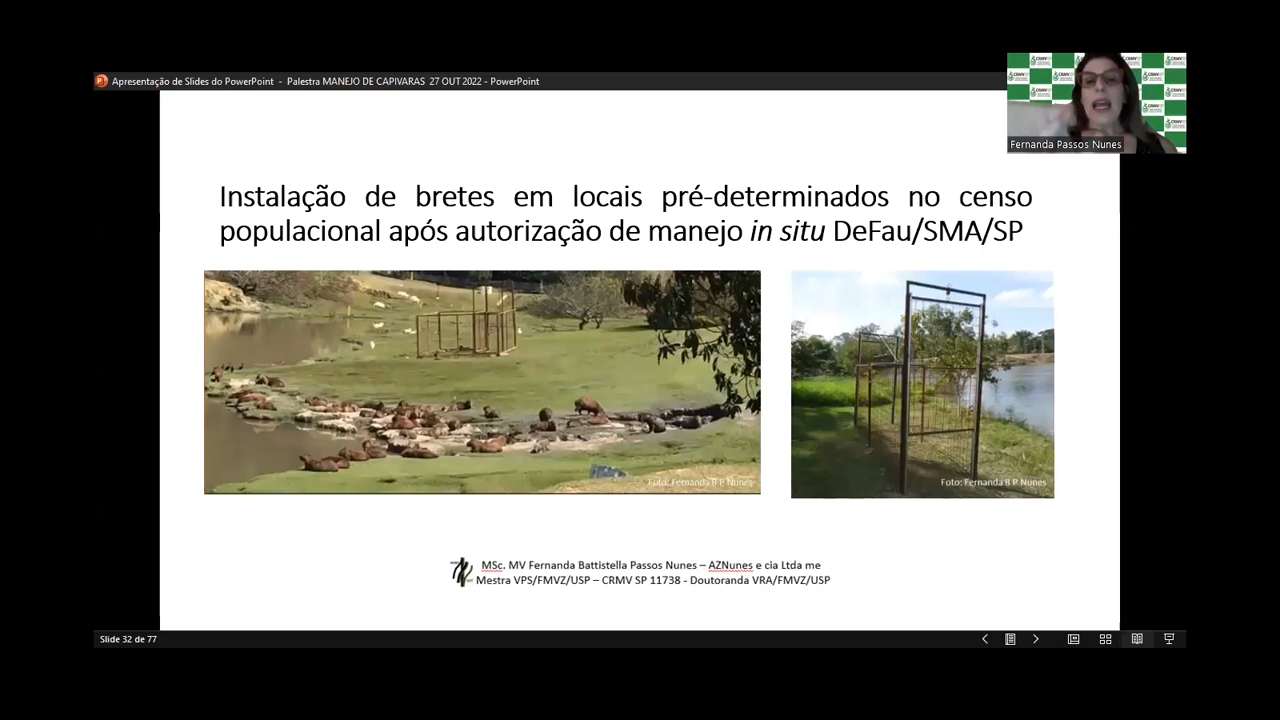 Apresentação de Slides do PowerPoint - Palestra MANEJO DE CAPIVARAS 27 OUT 2022 - PowerPoint
Fernanda Passos Nunes
Instalação de bretes em locais pré-determinados no censo
populacional após autorização de manejo in situ DeFau/SMA/SP
Foto: Fernanda B P Nunes
Foto: Fernanda B P Nunes
MSc. MV Fernanda Battistella Passos Nunes – AZNunes e cia Ltda me
Mestra VPS/FMVZ/USP – CRMV SP 11738 - Doutoranda VRA/FMVZ/USP
Slide 32 de 77